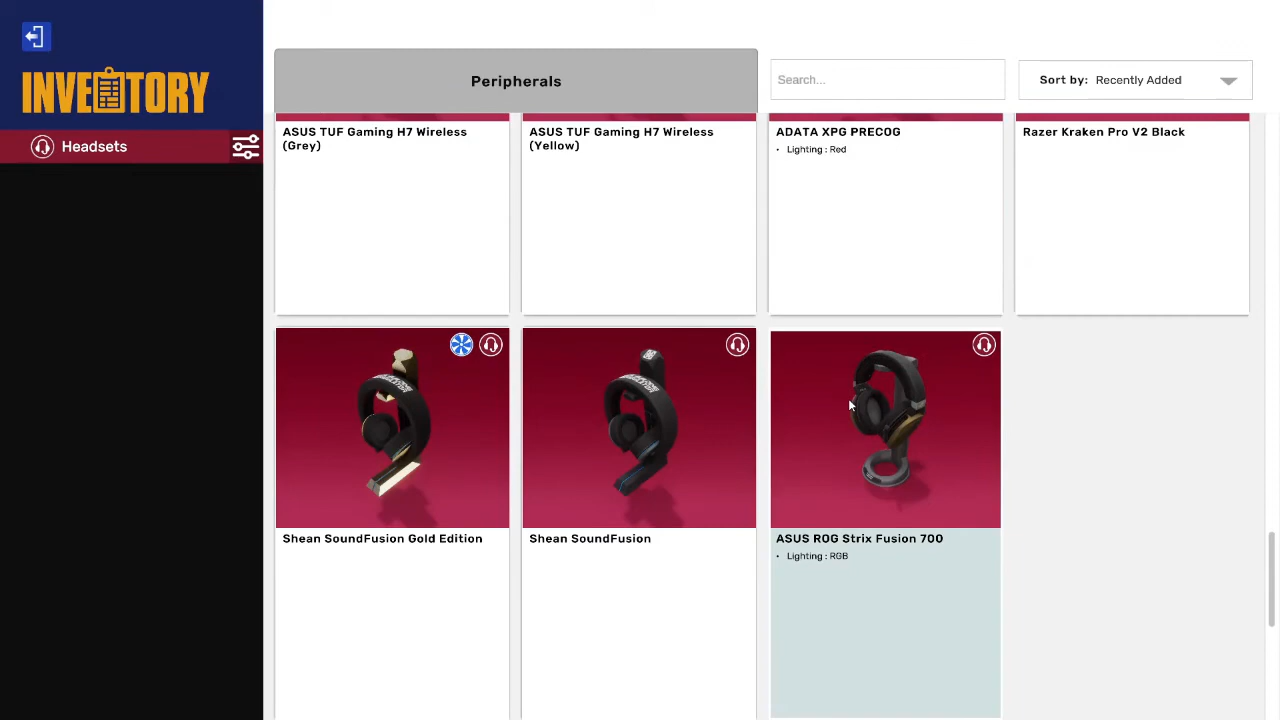 INVENTORY
Headsets
Peripherals
Search...
Sort by: Recently Added
ASUS TUF Gaming H7 Wireless
(Grey)
ASUS TUF Gaming H7 Wireless
(Yellow)
ADATA XPG PRECOG
• Lighting : Red
Razer Kraken Pro V2 Black
Shean SoundFusion Gold Edition
Shean SoundFusion
ASUS ROG Strix Fusion 700
• Lighting : RGB